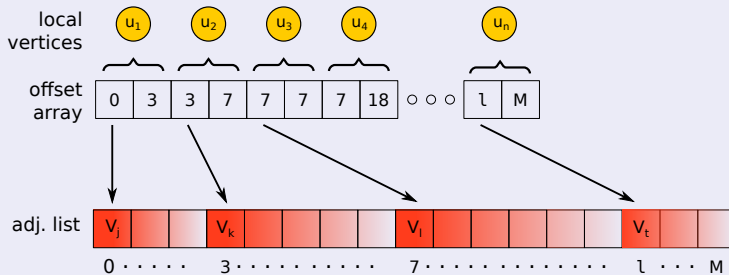 local vertices u₁ u₂ u₃ u₄ uₙ
offset array 0 3 3 7 7 7 7 18 l M
adj. list Vⱼ Vₖ Vₗ Vₜ
0 · · · · · 3 · · · · · · 7 · · · · · · · · · · · · l · · · M